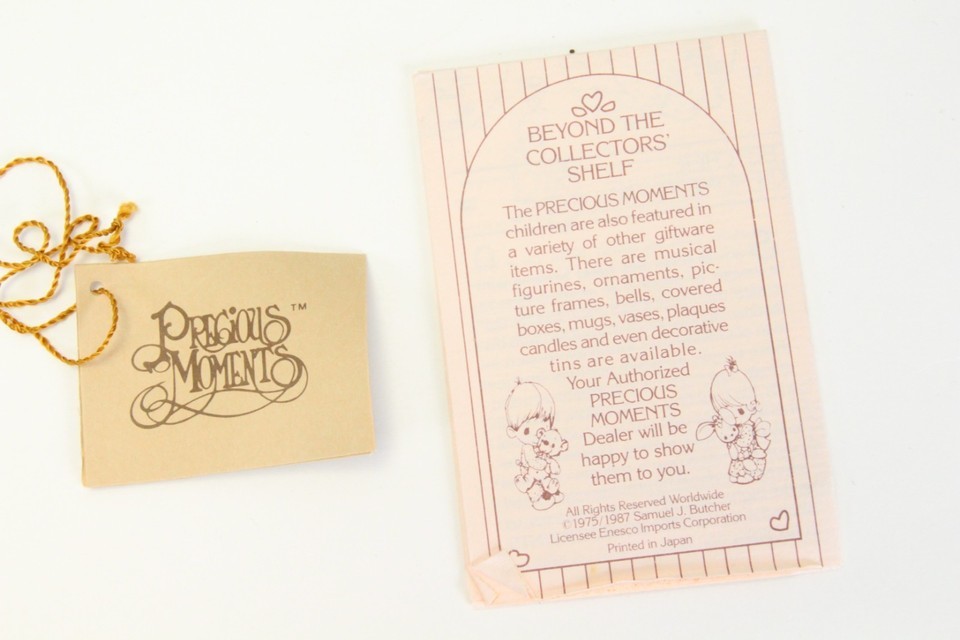 PRECIOUS ™
MOMENTS
BEYOND THE
COLLECTORS'
SHELF
The PRECIOUS MOMENTS
children are also featured in
a variety of other giftware
items. There are musical
figurines, ornaments, pic-
ture frames, bells, covered
boxes, mugs, vases, plaques
candles and even decorative
tins are available.
Your Authorized
PRECIOUS
MOMENTS
Dealer will be
happy to show
them to you.
All Rights Reserved Worldwide
©1975/1987 Samuel J. Butcher
Licensee Enesco Imports Corporation
Printed in Japan